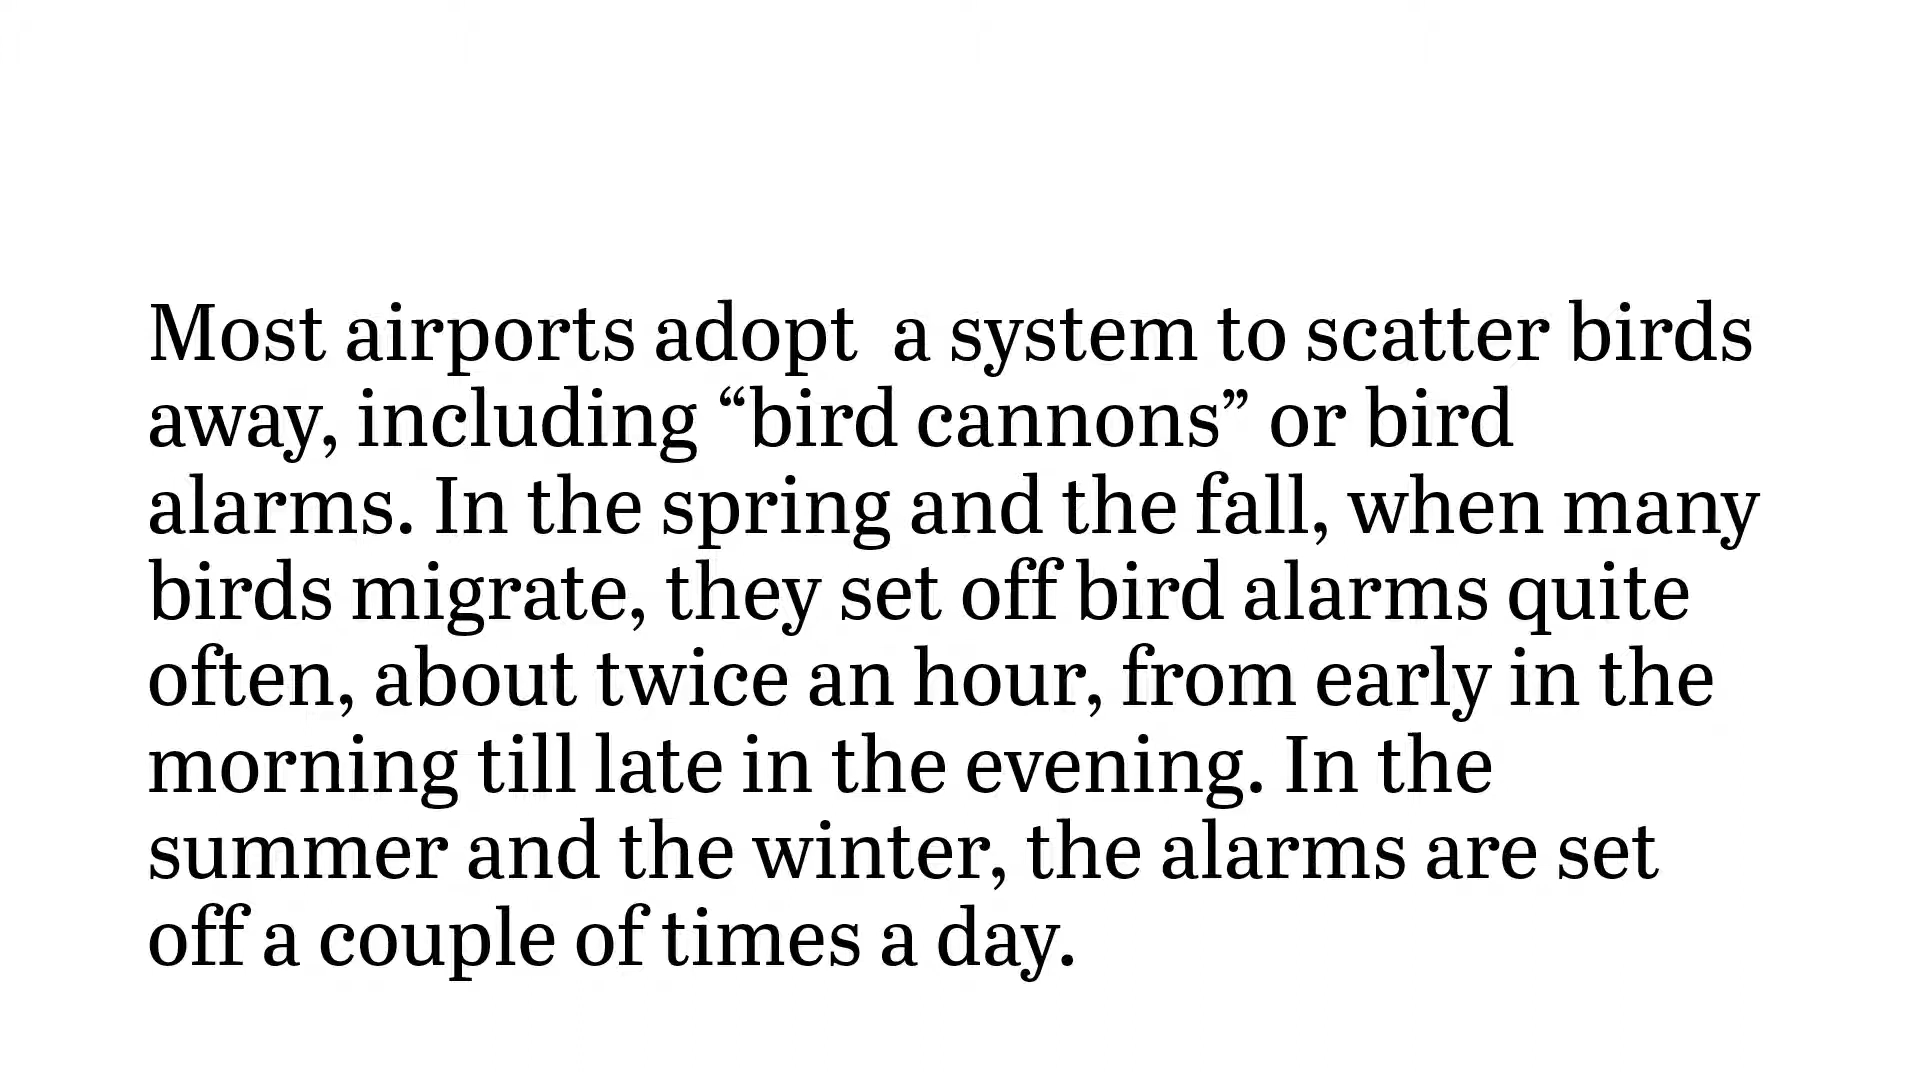 Most airports adopt  a system to scatter birds
away, including “bird cannons” or bird
alarms. In the spring and the fall, when many
birds migrate, they set off bird alarms quite
often, about twice an hour, from early in the
morning till late in the evening. In the
summer and the winter, the alarms are set
off a couple of times a day.